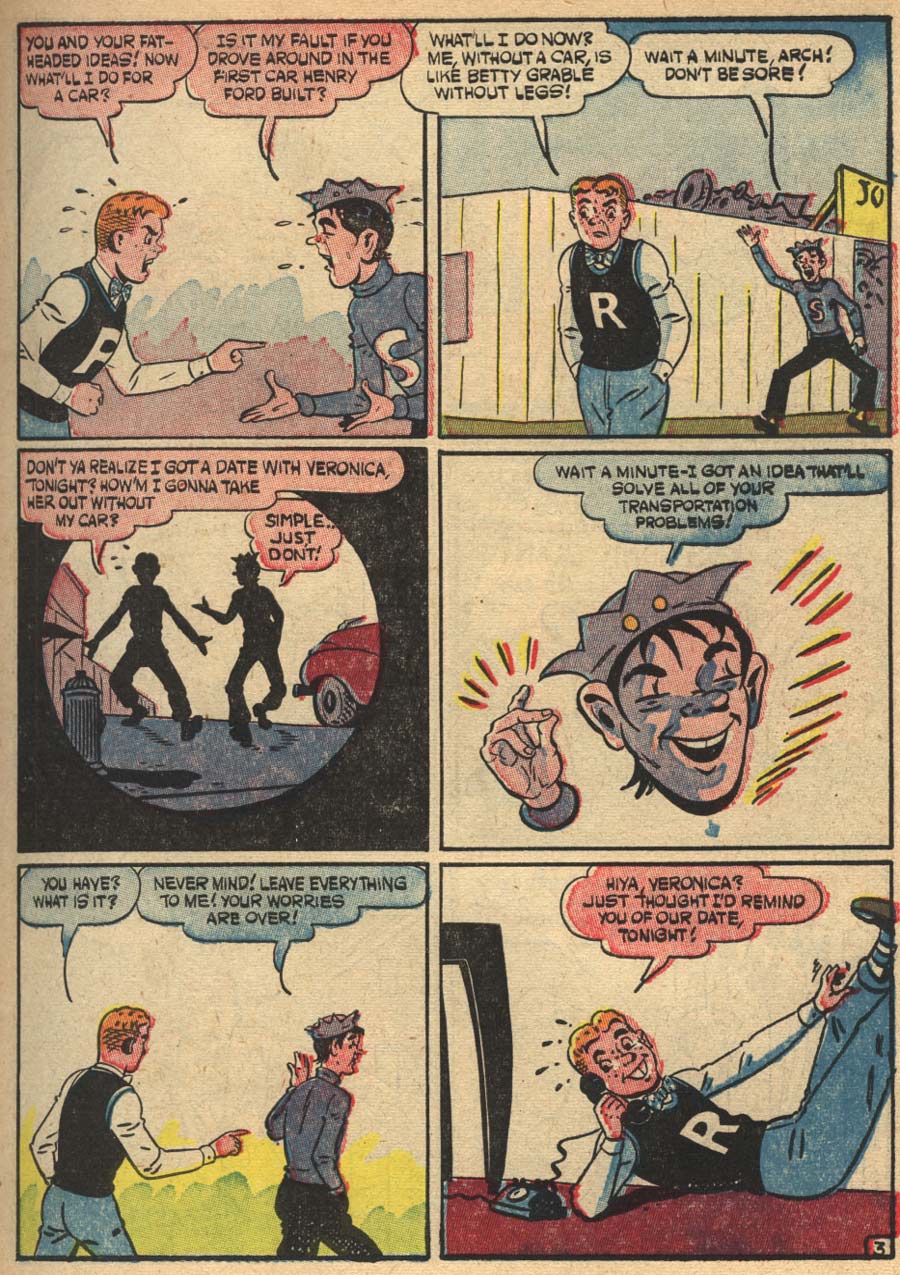 YOU AND YOUR FAT-
HEADED IDEAS! NOW
WHAT'LL I DO FOR
A CAR?
IS IT MY FAULT IF YOU
DROVE AROUND IN THE
FIRST CAR HENRY
FORD BUILT?
R
S
WHAT'LL I DO NOW?
ME, WITHOUT A CAR, IS
LIKE BETTY GRABLE
WITHOUT LEGS!
WAIT A MINUTE, ARCH!
DON'T BE SORE!
JO
R
S
DON'T YA REALIZE I GOT A DATE WITH VERONICA,
TONIGHT? HOW'M I GONNA TAKE
HER OUT WITHOUT
MY CAR?
SIMPLE..
JUST
DON'T!
WAIT A MINUTE-I GOT AN IDEA THAT'LL
SOLVE ALL OF YOUR
TRANSPORTATION
PROBLEMS!
YOU HAVE?
WHAT IS IT?
NEVER MIND! LEAVE EVERYTHING
TO ME! YOUR WORRIES
ARE OVER!
HIYA, VERONICA?
JUST THOUGHT I'D REMIND
YOU OF OUR DATE,
TONIGHT!
R
3